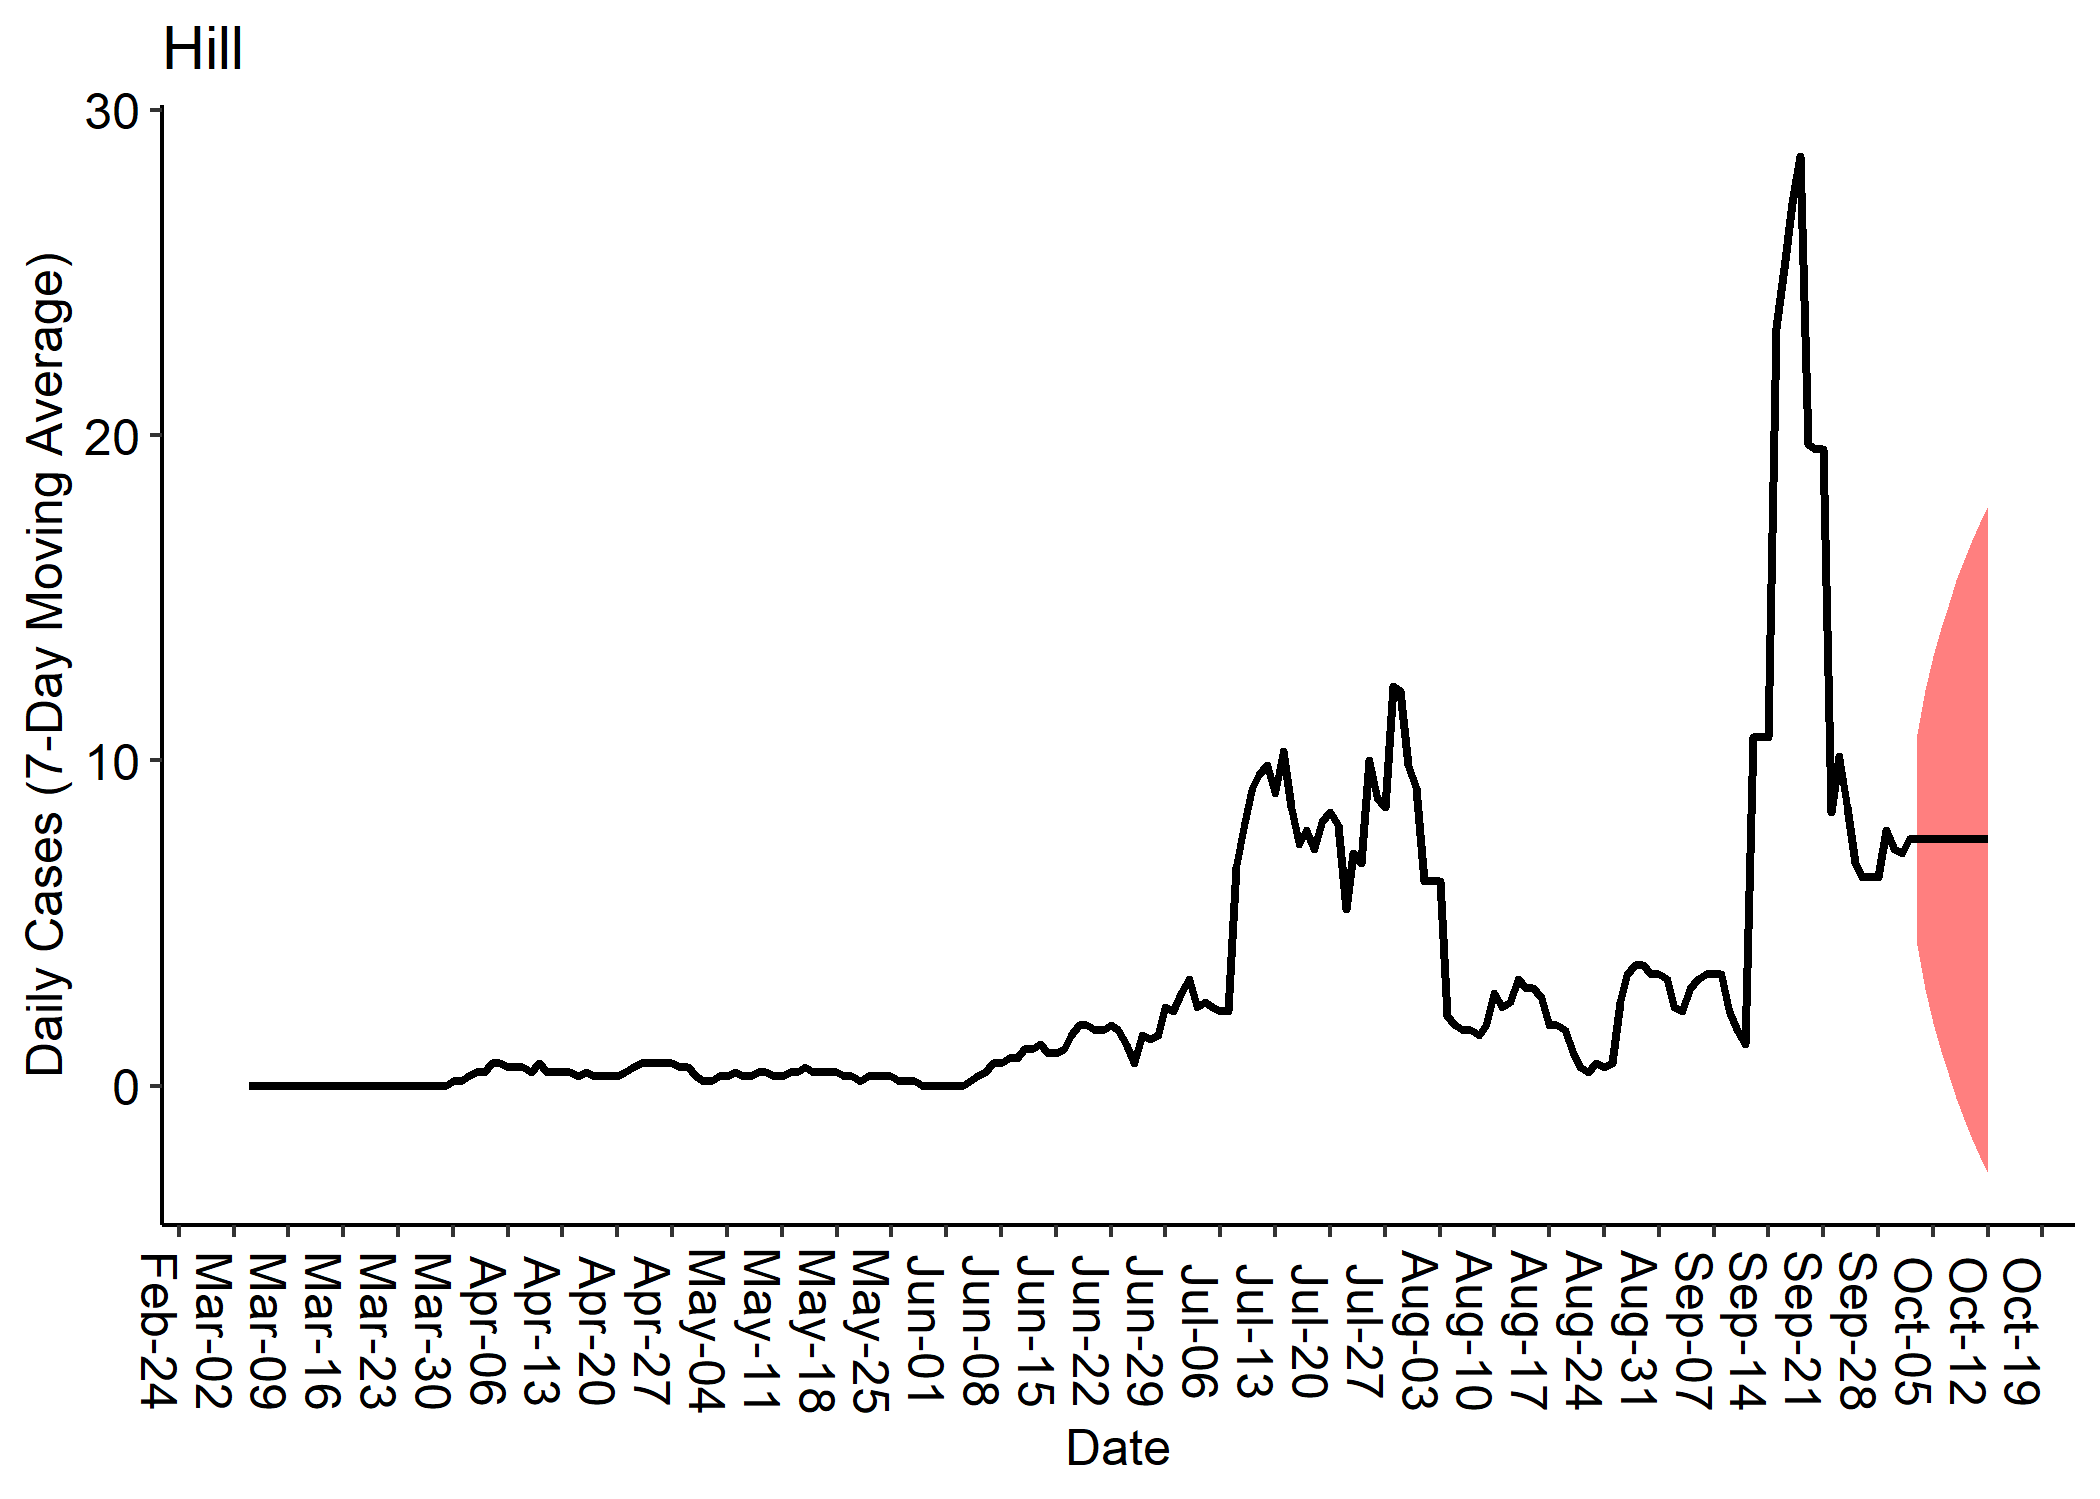 Hill
30
20
10
0
Daily Cases (7-Day Moving Average)
Feb-24
Mar-02
Mar-09
Mar-16
Mar-23
Mar-30
Apr-06
Apr-13
Apr-20
Apr-27
May-04
May-11
May-18
May-25
Jun-01
Jun-08
Jun-15
Jun-22
Jun-29
Jul-06
Jul-13
Jul-20
Jul-27
Aug-03
Aug-10
Aug-17
Aug-24
Aug-31
Sep-07
Sep-14
Sep-21
Sep-28
Oct-05
Oct-12
Oct-19
Date